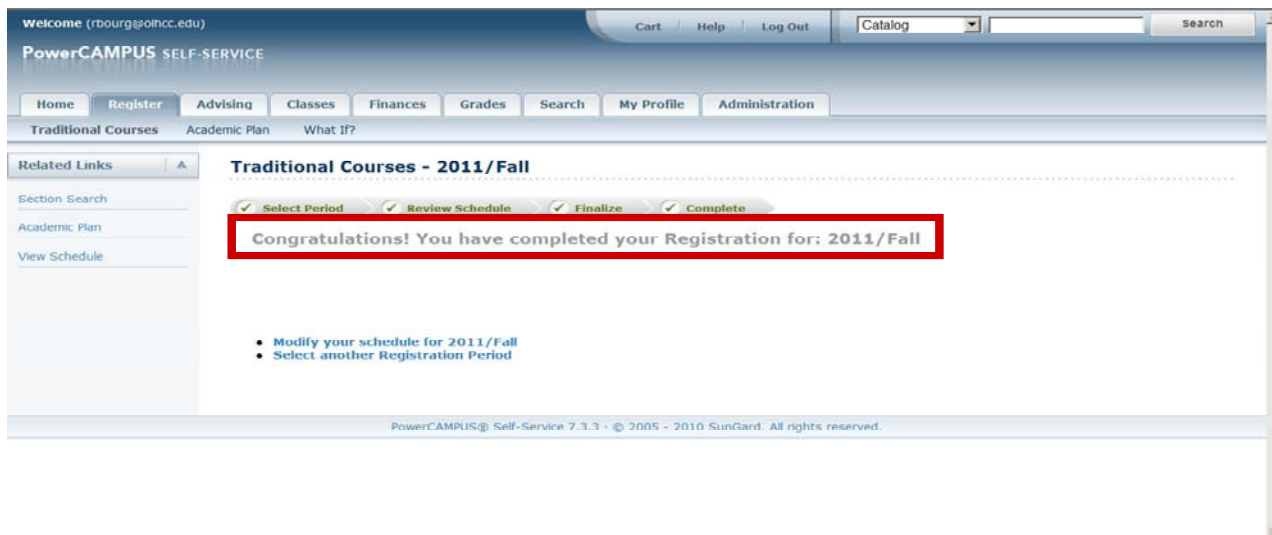 Welcome (rbourg@olhcc.edu)
Cart Help Log Out Catalog Search
PowerCAMPUS SELF-SERVICE
Home Register Advising Classes Finances Grades Search My Profile Administration
Traditional Courses Academic Plan What If?
Related Links
Section Search
Academic Plan
View Schedule
Traditional Courses - 2011/Fall
Select Period Review Schedule Finalize Complete
Congratulations! You have completed your Registration for: 2011/Fall
• Modify your schedule for 2011/Fall
• Select another Registration Period
PowerCAMPUS® Self-Service 7.3.3 · © 2005 - 2010 SunGard. All rights reserved.